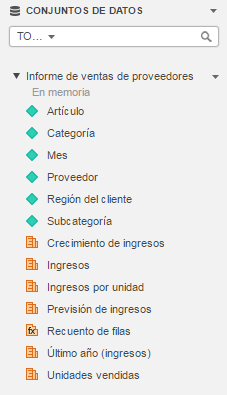 CONJUNTOS DE DATOS
TO...
Informe de ventas de proveedores
En memoria
Artículo
Categoría
Mes
Proveedor
Región del cliente
Subcategoría
Crecimiento de ingresos
Ingresos
Ingresos por unidad
Previsión de ingresos
fx Recuento de filas
Último año (ingresos)
Unidades vendidas